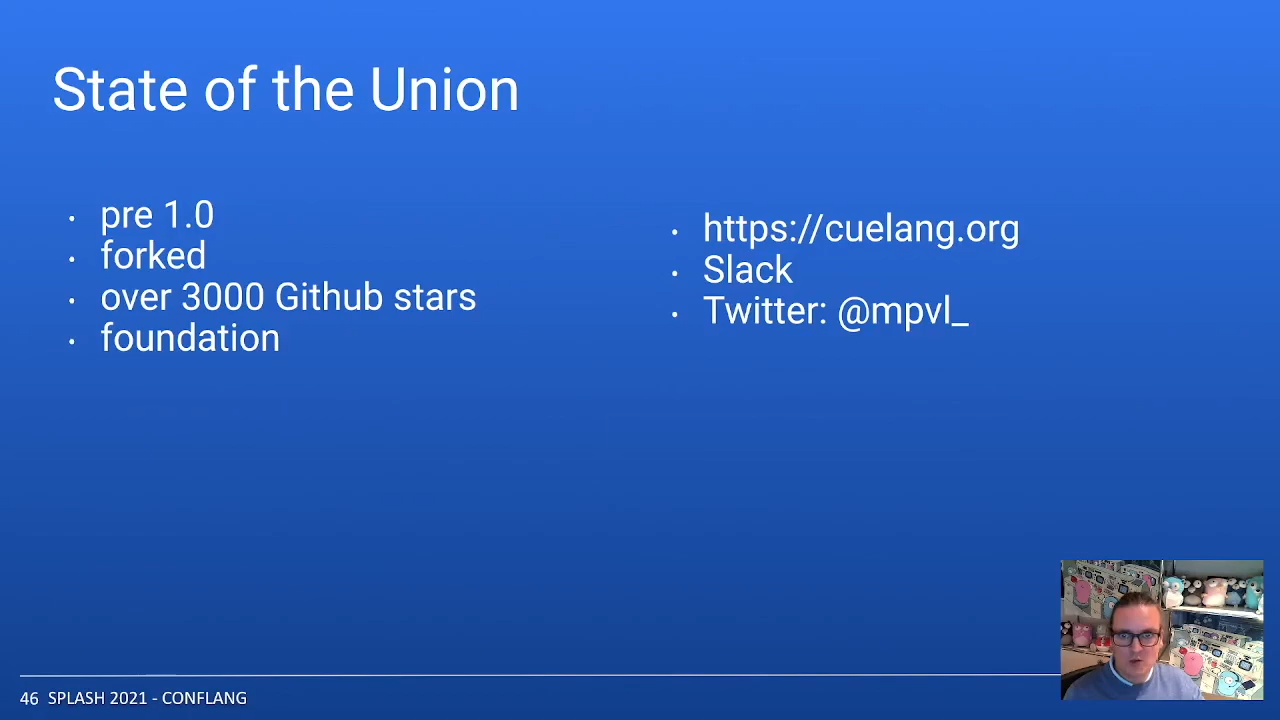 State of the Union
pre 1.0
forked
over 3000 Github stars
foundation
https://cuelang.org
Slack
Twitter: @mpvl_
46 SPLASH 2021 - CONFLANG